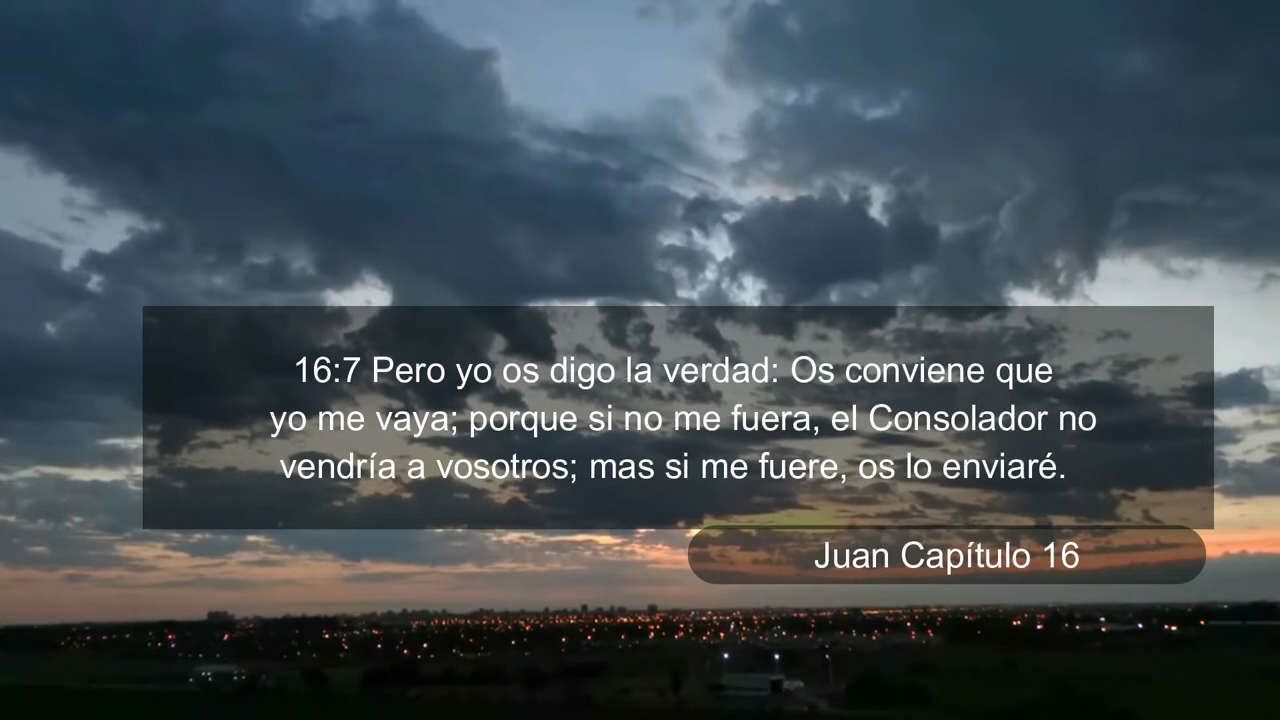 16:7 Pero yo os digo la verdad: Os conviene que
yo me vaya; porque si no me fuera, el Consolador no
vendría a vosotros; mas si me fuere, os lo enviaré.
Juan Capítulo 16